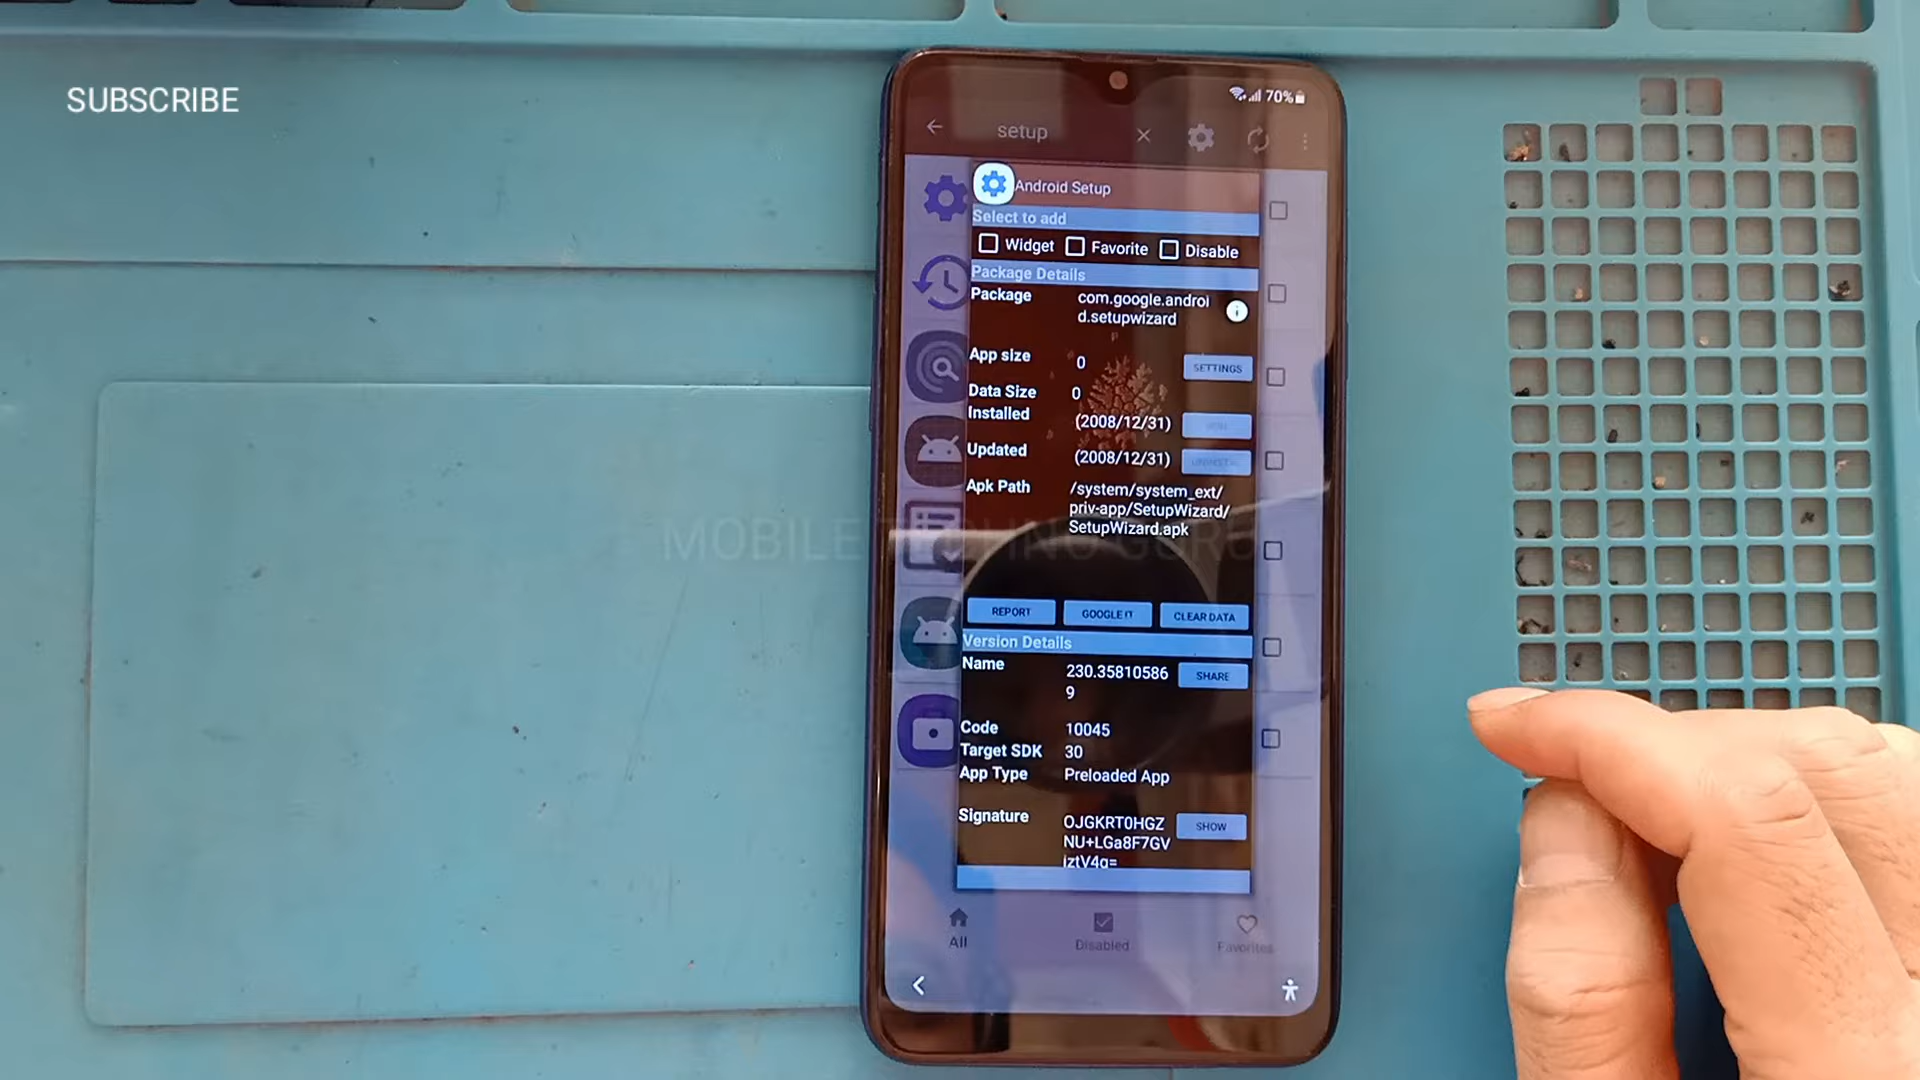 SUBSCRIBE
70%
setup
Android Setup
Select to add
Widget Favorite Disable
Package Details
Package com.google.androi
d.setupwizard
App size 0 SETTINGS
Data Size 0
Installed (2008/12/31)
Updated (2008/12/31)
Apk Path /system/system_ext/
priv-app/SetupWizard/
SetupWizard.apk
MOBILE GURU
REPORT GOOGLE IT CLEAR DATA
Version Details
Name 230.35810586
9 SHARE
Code 10045
Target SDK 30
App Type Preloaded App
Signature OJGKRT0HGZ SHOW
NU+LGa8F7GV
iztV4g=
All Disabled Favorites